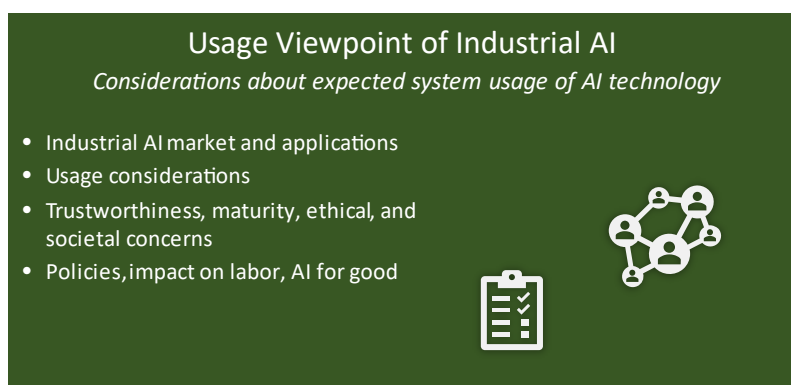 Usage Viewpoint of Industrial AI
Considerations about expected system usage of AI technology
• Industrial AI market and applications
• Usage considerations
• Trustworthiness, maturity, ethical, and
societal concerns
• Policies, impact on labor, AI for good